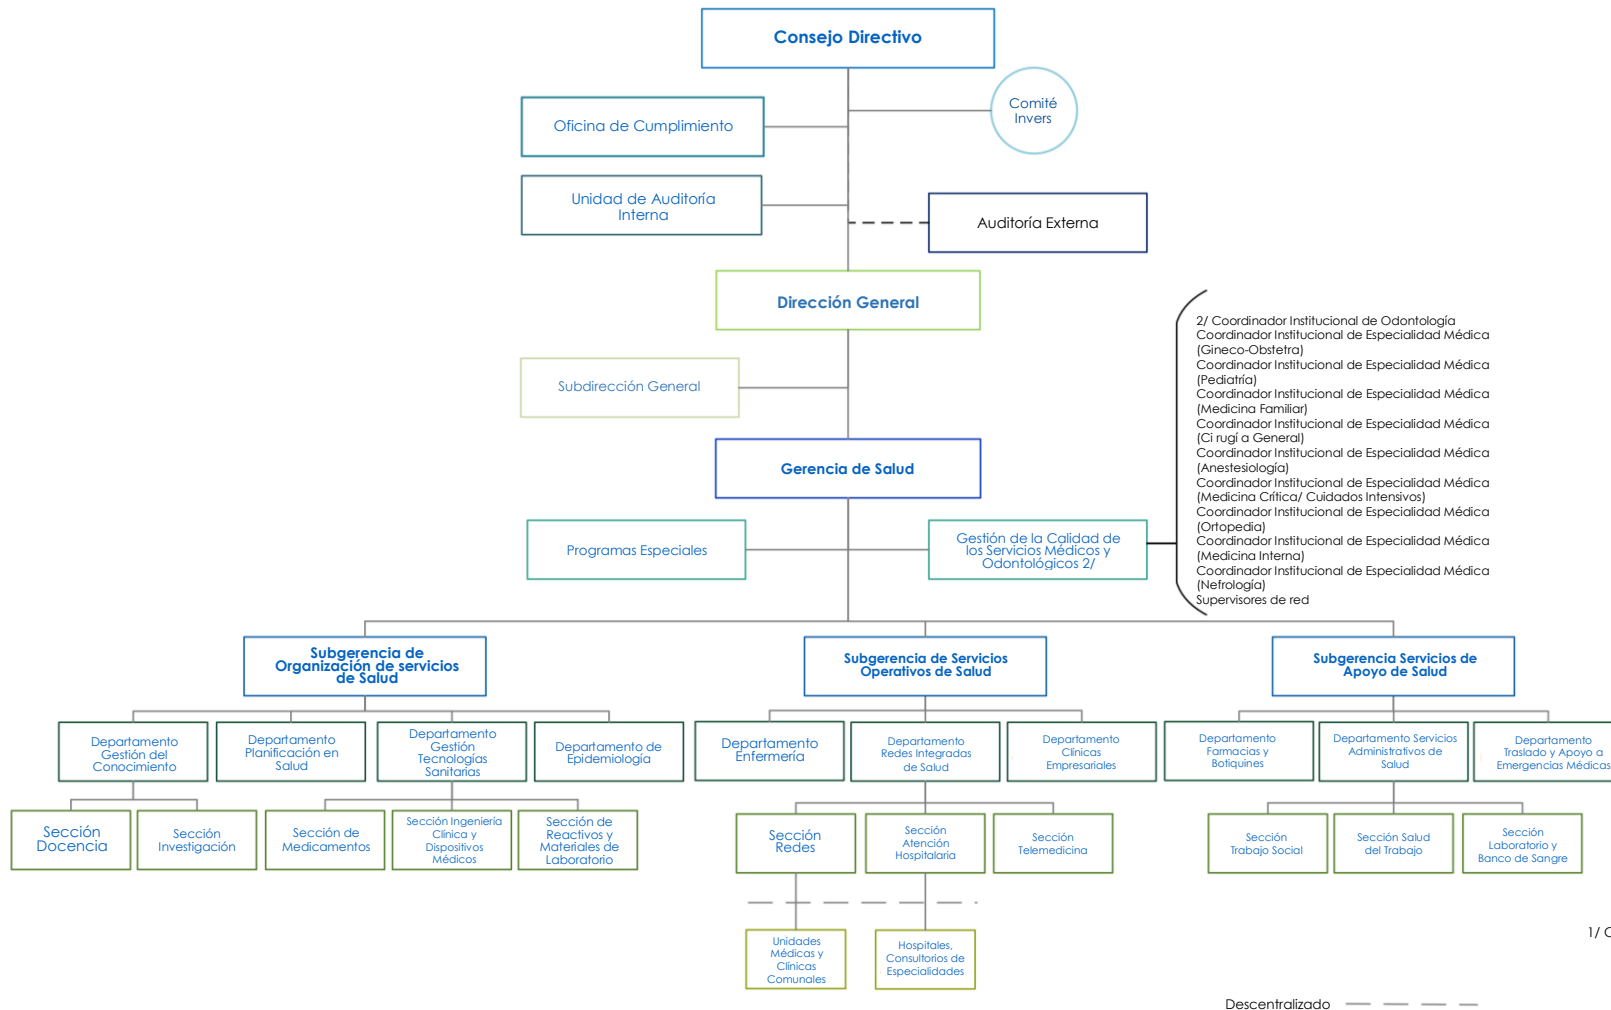 Consejo Directivo
Comité
Invers
Oficina de Cumplimiento
Unidad de Auditoría
Interna
Auditoría Externa
Dirección General
Subdirección General
Gerencia de Salud
Programas Especiales
Gestión de la Calidad de
los Servicios Médicos y
Odontológicos 2/
2/ Coordinador Institucional de Odontología
Coordinador Institucional de Especialidad Médica
(Gineco-Obstetra)
Coordinador Institucional de Especialidad Médica
(Pediatría)
Coordinador Institucional de Especialidad Médica
(Medicina Familiar)
Coordinador Institucional de Especialidad Médica
(Ci rugí a General)
Coordinador Institucional de Especialidad Médica
(Anestesiología)
Coordinador Institucional de Especialidad Médica
(Medicina Crítica/ Cuidados Intensivos)
Coordinador Institucional de Especialidad Médica
(Ortopedia)
Coordinador Institucional de Especialidad Médica
(Medicina Interna)
Coordinador Institucional de Especialidad Médica
(Nefrología)
Supervisores de red
Subgerencia de
Organización de servicios
de Salud
Subgerencia de Servicios
Operativos de Salud
Subgerencia Servicios de
Apoyo de Salud
Departamento
Gestión del
Conocimiento
Departamento
Planificación en
Salud
Departamento
Gestión
Tecnologías
Sanitarias
Departamento de
Epidemiología
Departamento
Enfermería
Departamento
Redes Integradas
de Salud
Departamento
Clínicas
Empresariales
Departamento
Farmacias y
Botiquines
Departamento Servicios
Administrativos de
Salud
Departamento
Traslado y Apoyo a
Emergencias Médicas
Sección
Docencia
Sección
Investigación
Sección de
Medicamentos
Sección Ingeniería
Clínica y
Dispositivos
Médicos
Sección de
Reactivos y
Materiales de
Laboratorio
Sección
Redes
Sección
Atención
Hospitalaria
Sección
Telemedicina
Sección
Trabajo Social
Sección Salud
del Trabajo
Sección
Laboratorio y
Banco de Sangre
Unidades
Médicas y
Clínicas
Comunales
Hospitales,
Consultorios de
Especialidades
1/ C
Descentralizado